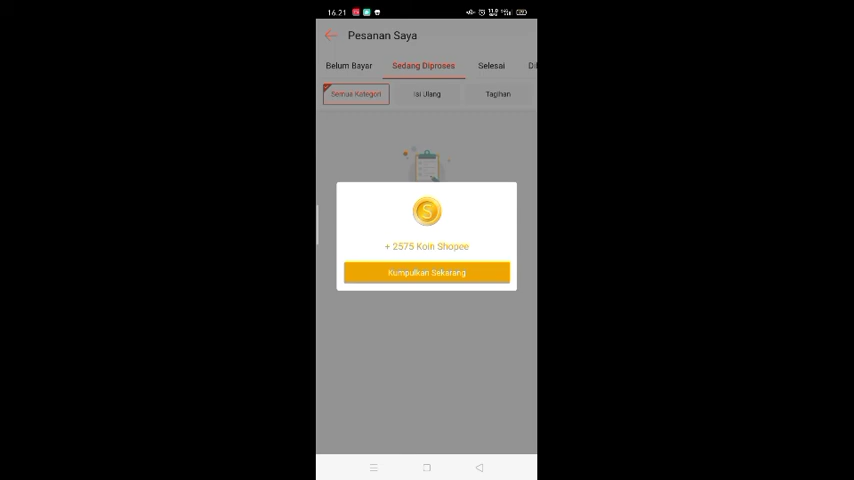 16.21
Pesanan Saya
Belum Bayar
Sedang Diproses
Selesai
Semua Kategori
Isi Ulang
Tagihan
S
+ 2575 Koin Shopee
Kumpulkan Sekarang